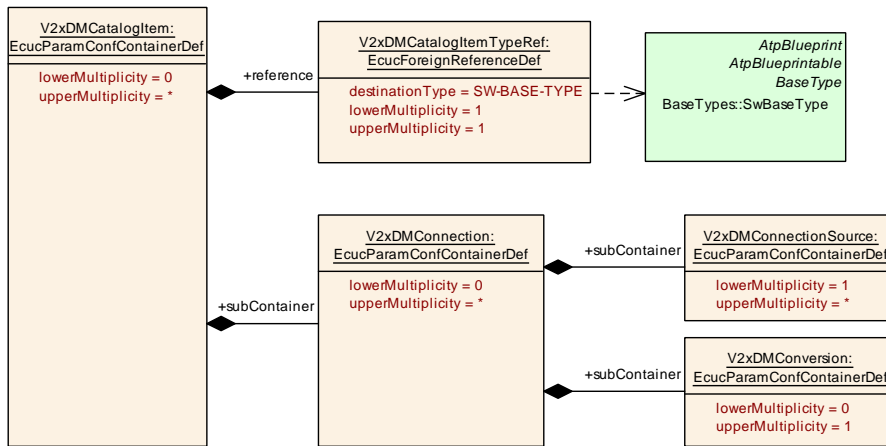 V2xDMCatalogItem:
EcucParamConfContainerDef
lowerMultiplicity = 0
upperMultiplicity = *
+reference
V2xDMCatalogItemTypeRef:
EcucForeignReferenceDef
destinationType = SW-BASE-TYPE
lowerMultiplicity = 1
upperMultiplicity = 1
AtpBlueprint
AtpBlueprintable
BaseType
BaseTypes::SwBaseType
+subContainer
V2xDMConnection:
EcucParamConfContainerDef
lowerMultiplicity = 0
upperMultiplicity = *
+subContainer
V2xDMConnectionSource:
EcucParamConfContainerDef
lowerMultiplicity = 1
upperMultiplicity = *
+subContainer
V2xDMConversion:
EcucParamConfContainerDef
lowerMultiplicity = 0
upperMultiplicity = 1